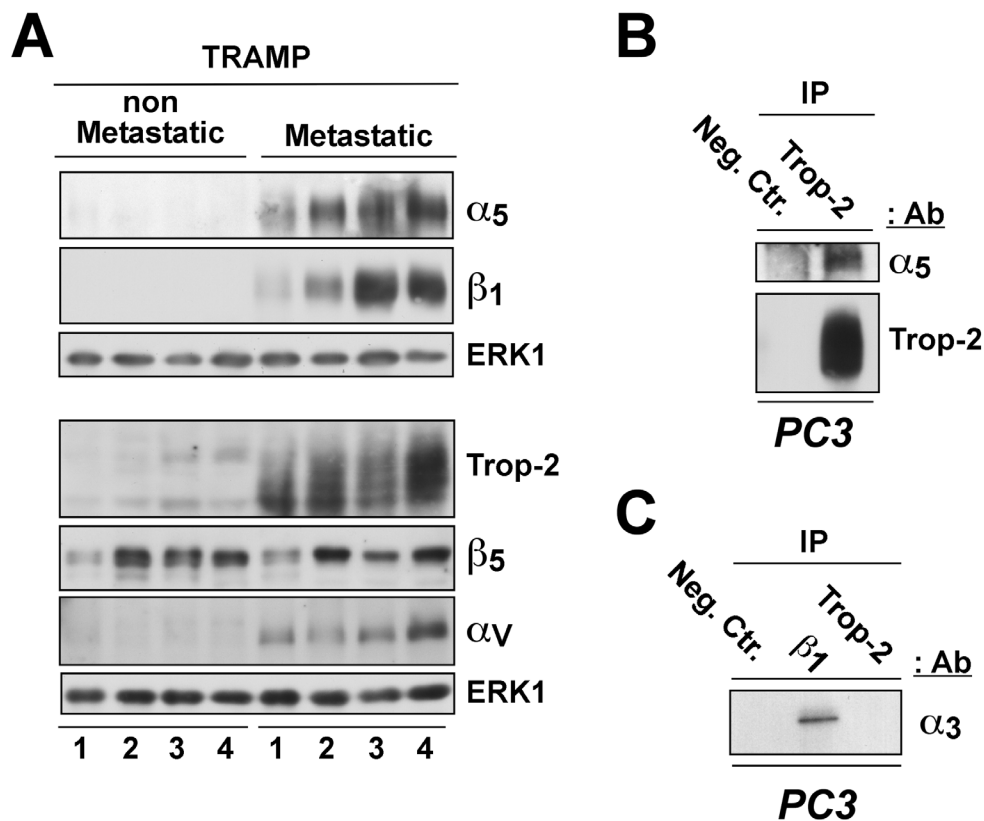 A
TRAMP
non
Metastatic
Metastatic
α5
β1
ERK1
Trop-2
β5
αV
ERK1
1 2 3 4 1 2 3 4
B
IP
Neg. Ctr.
Trop-2
: Ab
α5
Trop-2
PC3
C
IP
Neg. Ctr.
β1
Trop-2
: Ab
α3
PC3